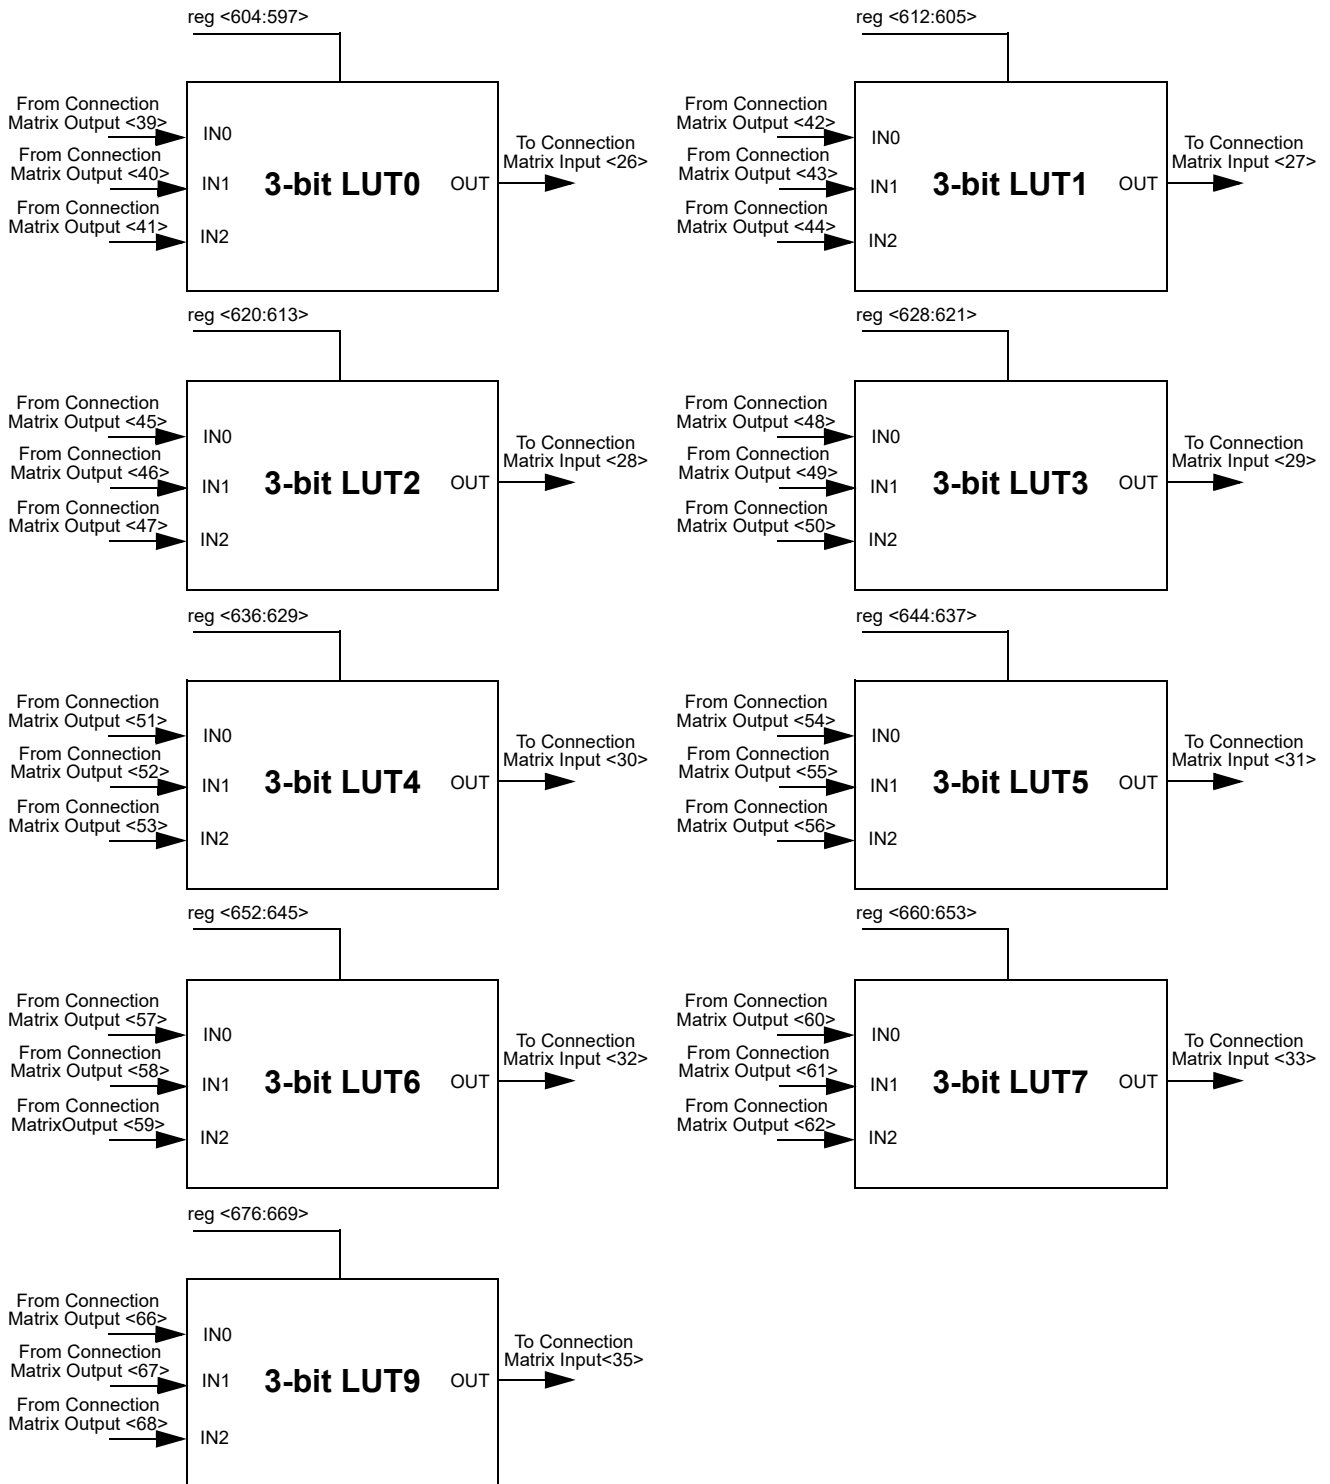 reg <604:597>
From Connection
Matrix Output <39>
IN0
From Connection
Matrix Output <40>
IN1
From Connection
Matrix Output <41>
IN2
3-bit LUT0
OUT
To Connection
Matrix Input <26>
reg <612:605>
From Connection
Matrix Output <42>
IN0
From Connection
Matrix Output <43>
IN1
From Connection
Matrix Output <44>
IN2
3-bit LUT1
OUT
To Connection
Matrix Input <27>
reg <620:613>
From Connection
Matrix Output <45>
IN0
From Connection
Matrix Output <46>
IN1
From Connection
Matrix Output <47>
IN2
3-bit LUT2
OUT
To Connection
Matrix Input <28>
reg <628:621>
From Connection
Matrix Output <48>
IN0
From Connection
Matrix Output <49>
IN1
From Connection
Matrix Output <50>
IN2
3-bit LUT3
OUT
To Connection
Matrix Input <29>
reg <636:629>
From Connection
Matrix Output <51>
IN0
From Connection
Matrix Output <52>
IN1
From Connection
Matrix Output <53>
IN2
3-bit LUT4
OUT
To Connection
Matrix Input <30>
reg <644:637>
From Connection
Matrix Output <54>
IN0
From Connection
Matrix Output <55>
IN1
From Connection
Matrix Output <56>
IN2
3-bit LUT5
OUT
To Connection
Matrix Input <31>
reg <652:645>
From Connection
Matrix Output <57>
IN0
From Connection
Matrix Output <58>
IN1
From Connection
MatrixOutput <59>
IN2
3-bit LUT6
OUT
To Connection
Matrix Input <32>
reg <660:653>
From Connection
Matrix Output <60>
IN0
From Connection
Matrix Output <61>
IN1
From Connection
Matrix Output <62>
IN2
3-bit LUT7
OUT
To Connection
Matrix Input <33>
reg <676:669>
From Connection
Matrix Output <66>
IN0
From Connection
Matrix Output <67>
IN1
From Connection
Matrix Output <68>
IN2
3-bit LUT9
OUT
To Connection
Matrix Input<35>